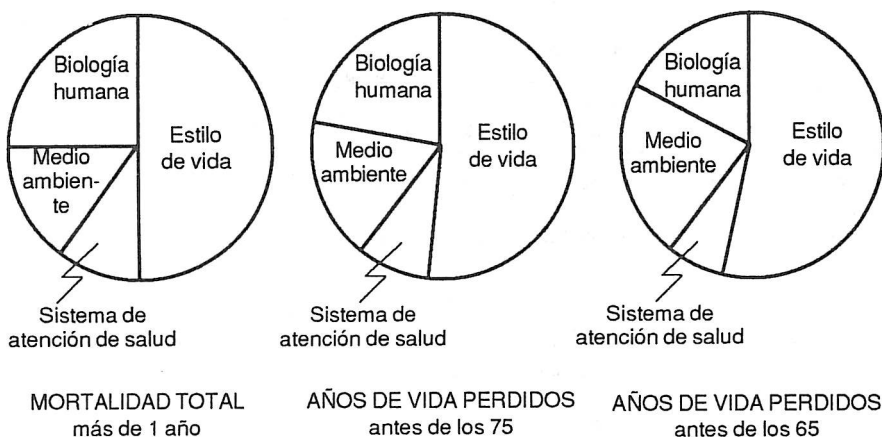 Biología
humana
Estilo
de vida
Medio
ambien-
te
Sistema de
atención de salud
MORTALIDAD TOTAL
más de 1 año
Biología
humana
Estilo
de vida
Medio
ambiente
Sistema de
atención de salud
AÑOS DE VIDA PERDIDOS
antes de los 75
Biología
humana
Estilo
de vida
Medio
ambiente
Sistema de
atención de salud
AÑOS DE VIDA PERDIDOS
antes de los 65